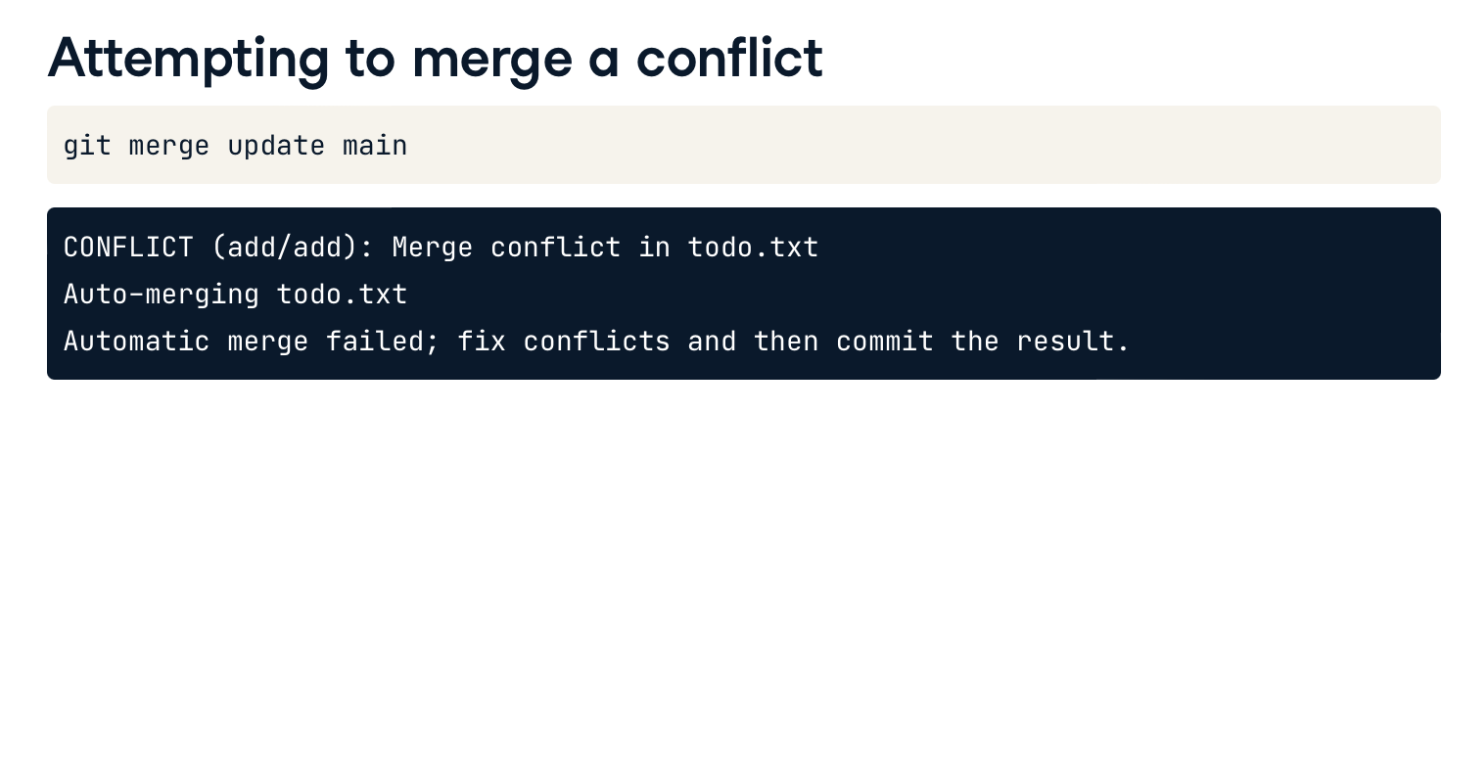 Attempting to merge a conflict
git merge update main
CONFLICT (add/add): Merge conflict in todo.txt
Auto-merging todo.txt
Automatic merge failed; fix conflicts and then commit the result.